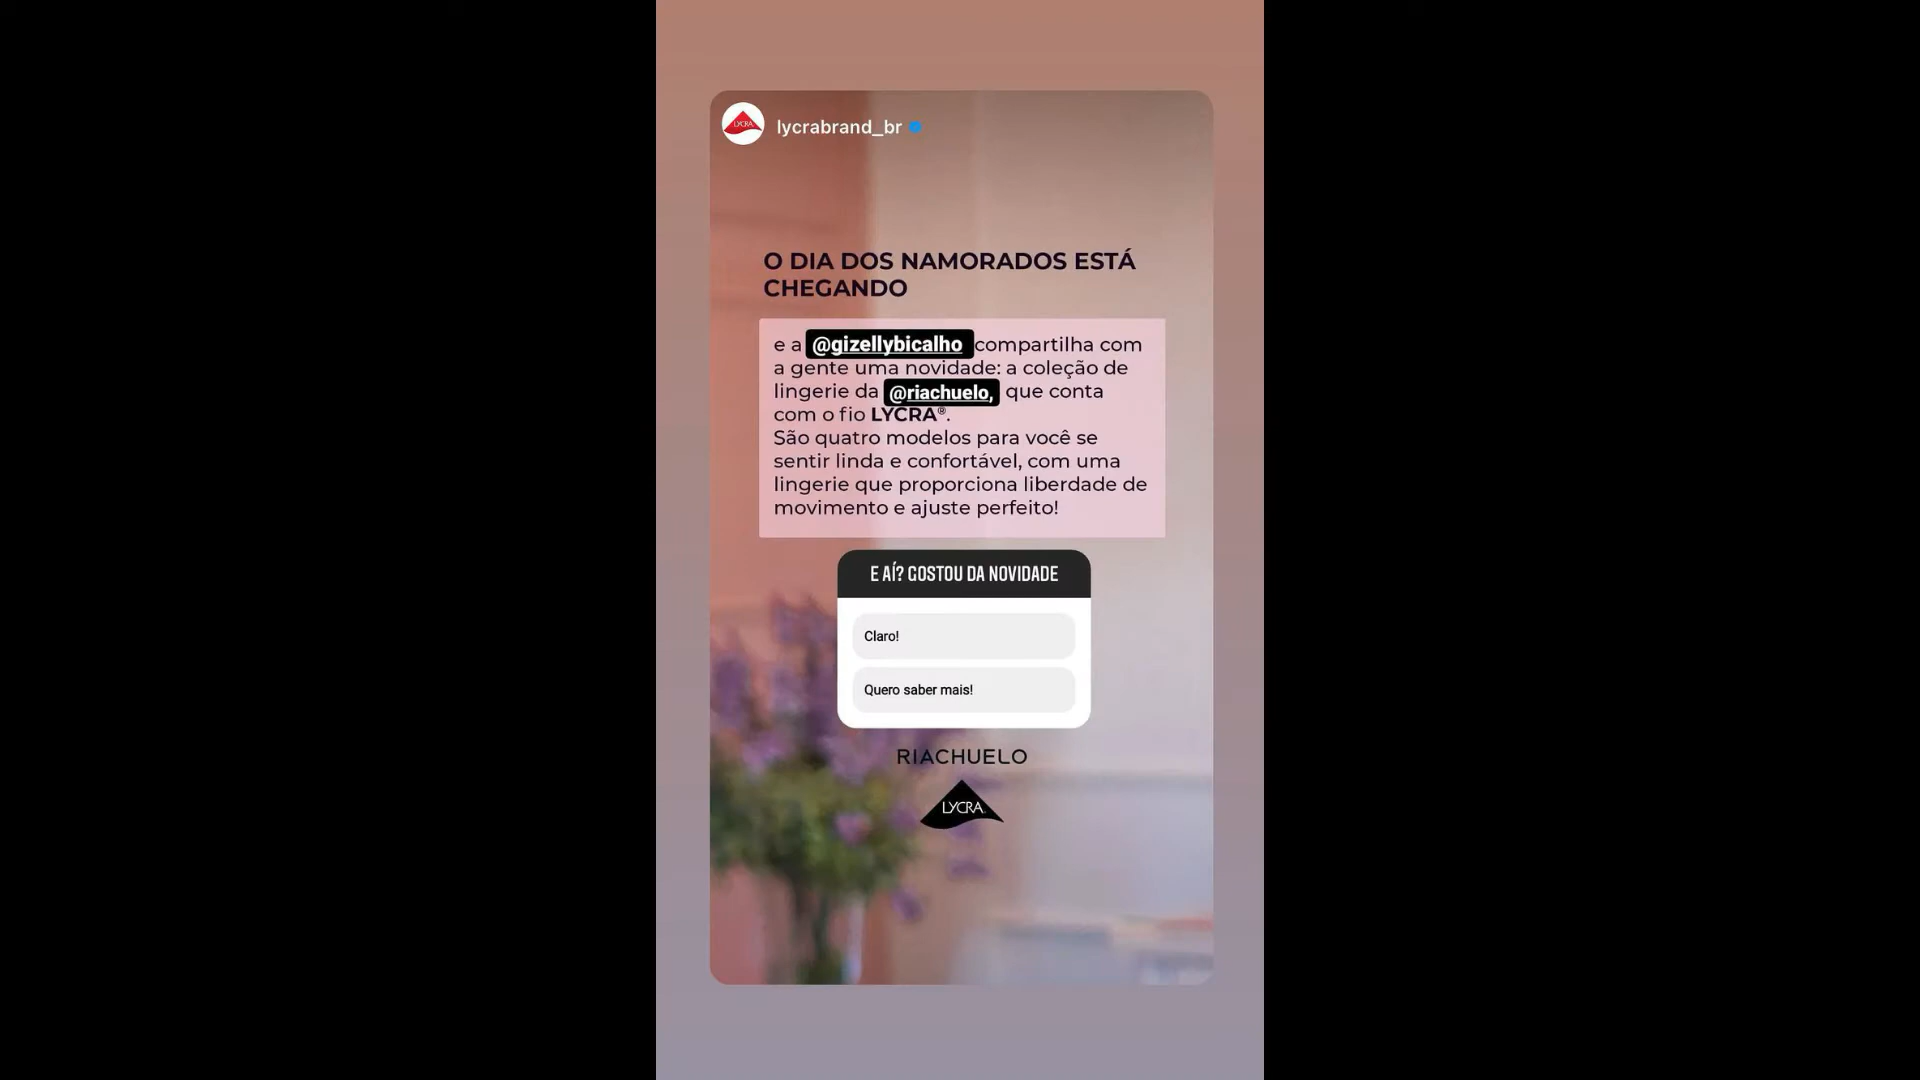 LYCRA
lycrabrand_br
O DIA DOS NAMORADOS ESTÁ
CHEGANDO
e a @gizellybicalho compartilha com
a gente uma novidade: a coleção de
lingerie da @riachuelo, que conta
com o fio LYCRA®.
São quatro modelos para você se
sentir linda e confortável, com uma
lingerie que proporciona liberdade de
movimento e ajuste perfeito!
E AÍ? GOSTOU DA NOVIDADE
Claro!
Quero saber mais!
RIACHUELO
LYCRA